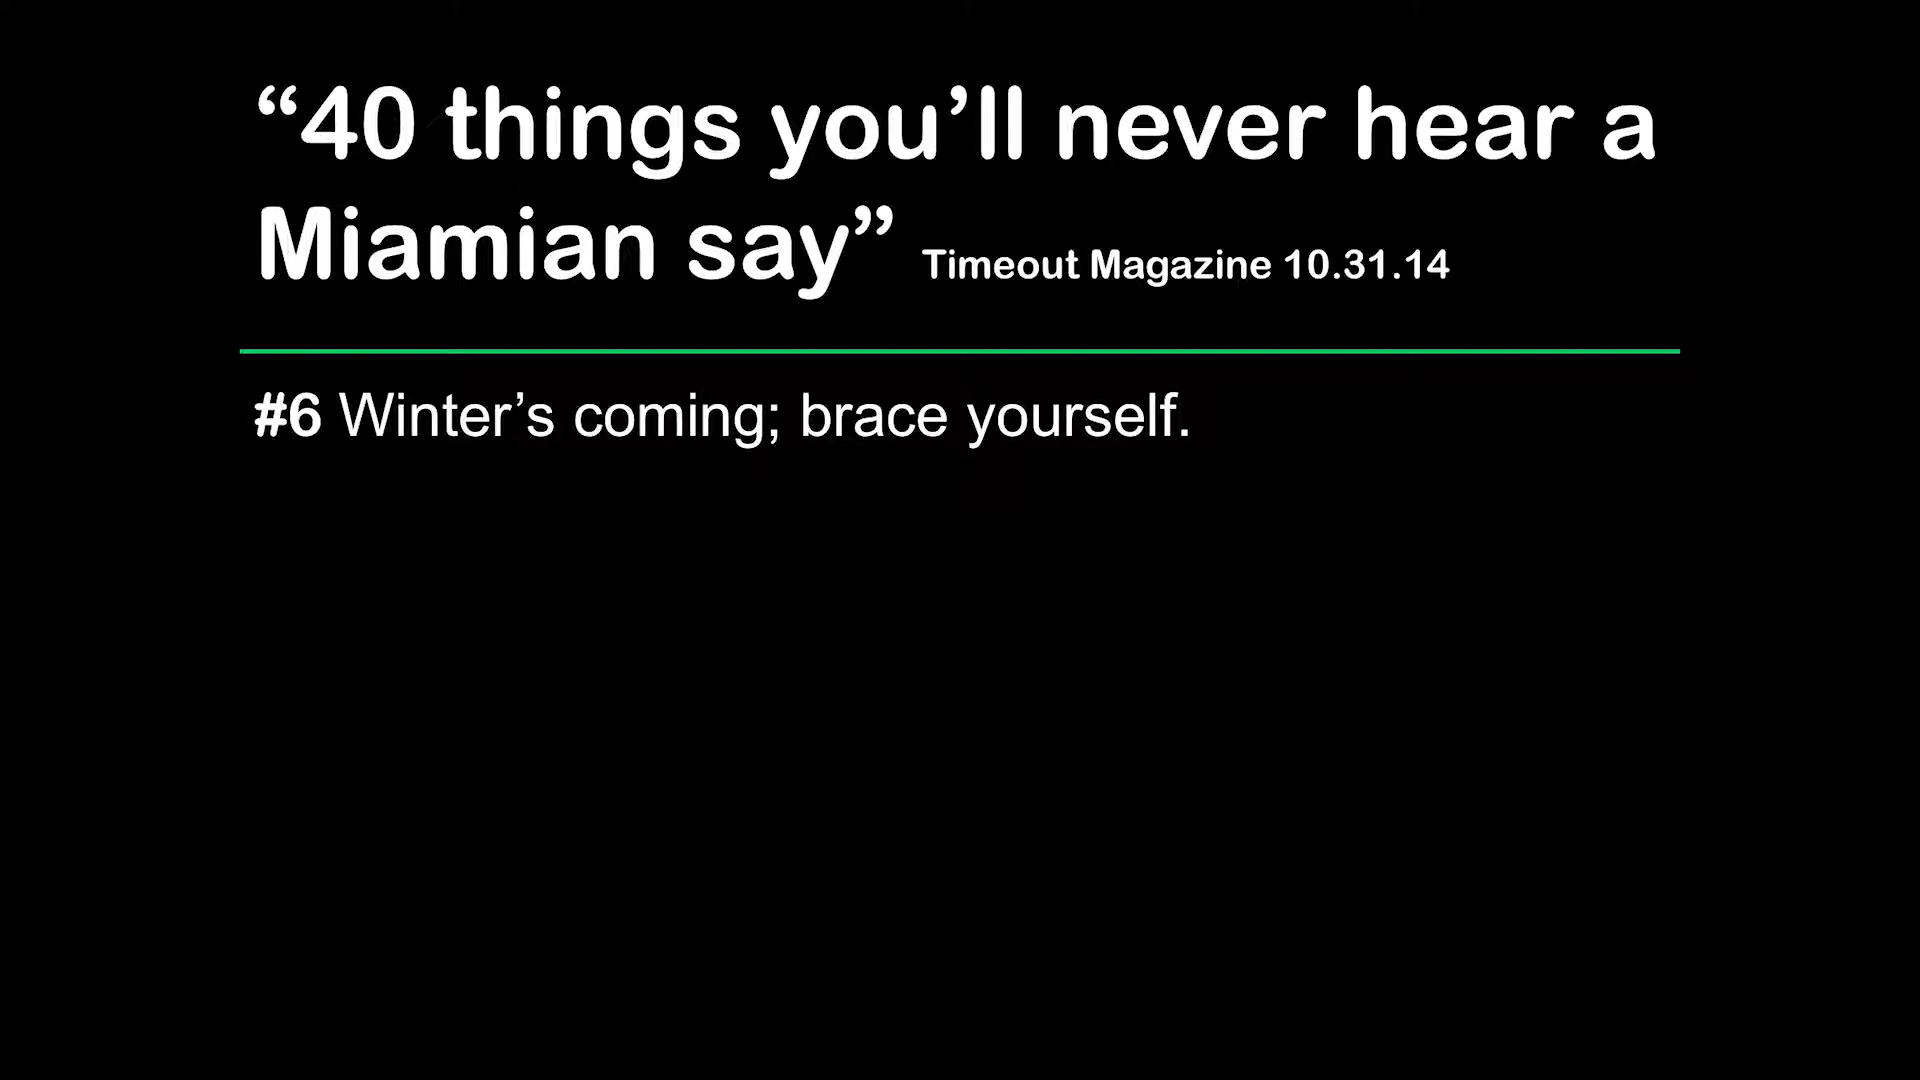 “40 things you’ll never hear a
Miamian say” Timeout Magazine 10.31.14
#6 Winter’s coming; brace yourself.